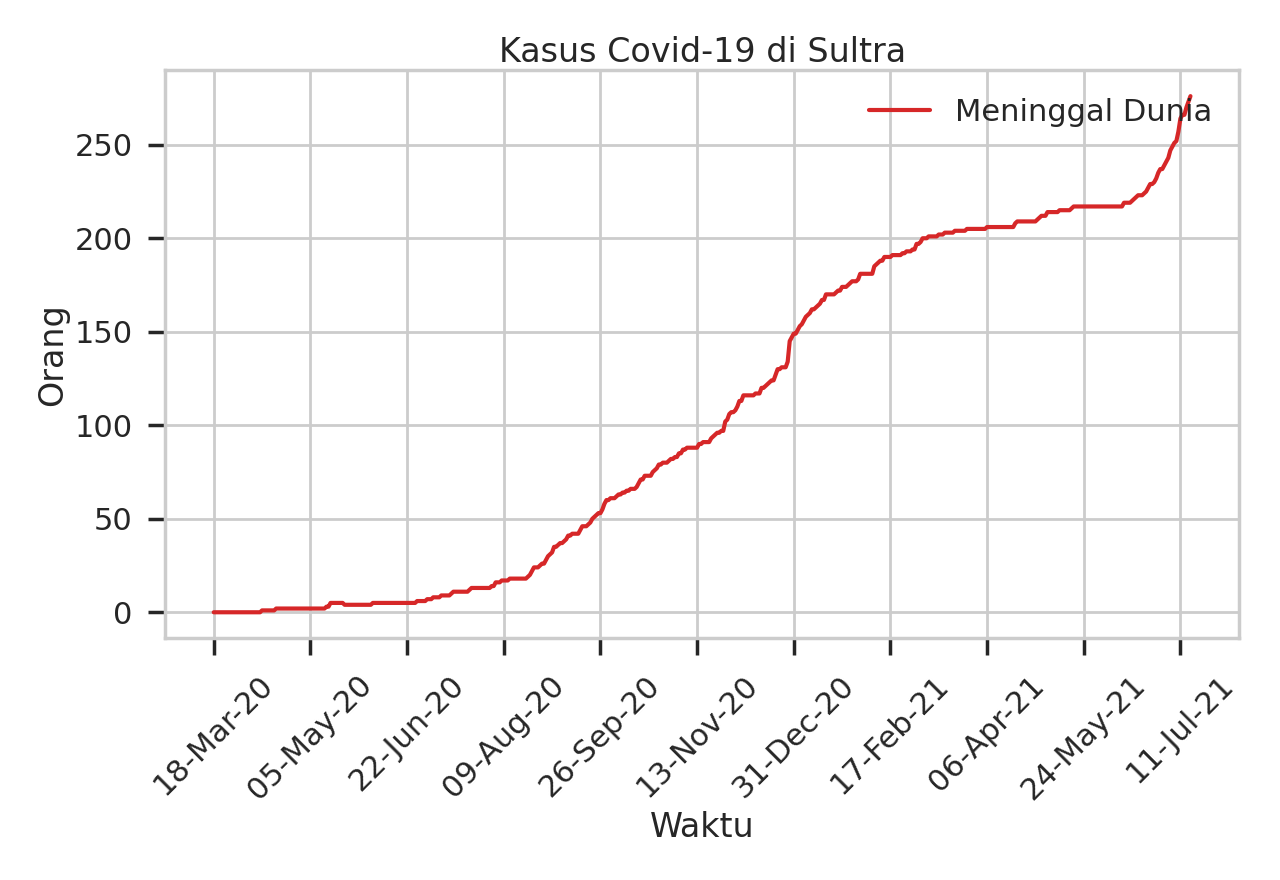 Kasus Covid-19 di Sultra
Meninggal Dunia
Orang
250
200
150
100
50
0
18-Mar-20
05-May-20
22-Jun-20
09-Aug-20
26-Sep-20
13-Nov-20
31-Dec-20
17-Feb-21
06-Apr-21
24-May-21
11-Jul-21
Waktu